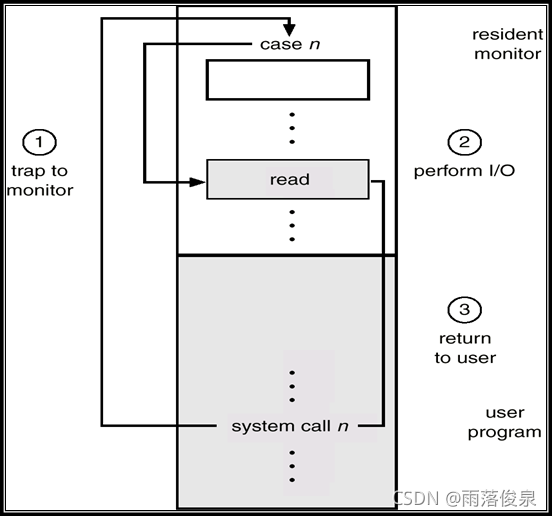 case n
resident
monitor
1
trap to
monitor
2
perform I/O
read
3
return
to user
system call n
user
program
CSDN @雨落俊泉